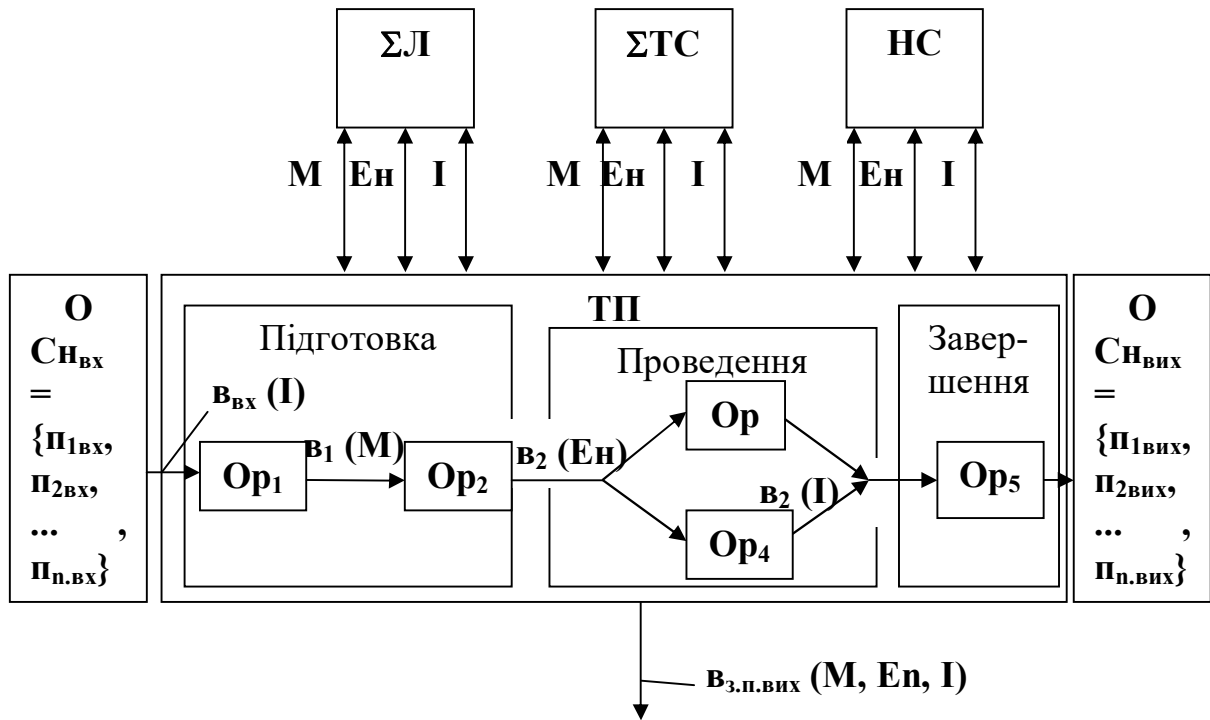 ΣЛ
ΣТС
НС
М Ен І
М Ен І
М Ен І
О
Сн_вх
=
{п_1вх,
п_2вх,
... ,
п_n.вх}
ТП
Підготовка
в_вх (І)
Ор_1
в_1 (М)
Ор_2
в_2 (Ен)
Проведення
Ор
Ор_4
в_2 (І)
Завер-
шення
Ор_5
О
Сн_вих
=
{п_1вих,
п_2вих,
... ,
п_n.вих}
в_з.п.вих (М, En, І)